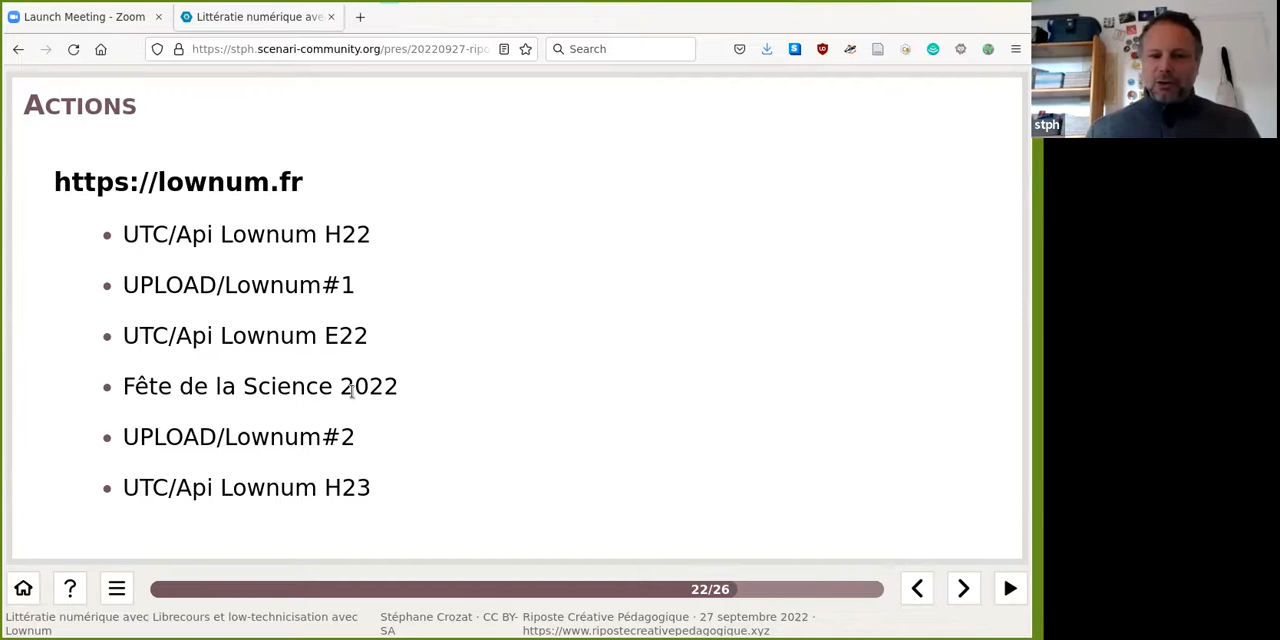 Launch Meeting - Zoom
Littératie numérique ave
https://stph.scenari-community.org/pres/20220927-ripo
Search
stph
ACTIONS
https://lownum.fr
UTC/Api Lownum H22
UPLOAD/Lownum#1
UTC/Api Lownum E22
Fête de la Science 2022
UPLOAD/Lownum#2
UTC/Api Lownum H23
?
22/26
Littératie numérique avec Librecours et low-technicisation avec
Lownum
Stéphane Crozat · CC BY-
SA
Riposte Créative Pédagogique · 27 septembre 2022 ·
https://www.ripostecreativepedagogique.xyz